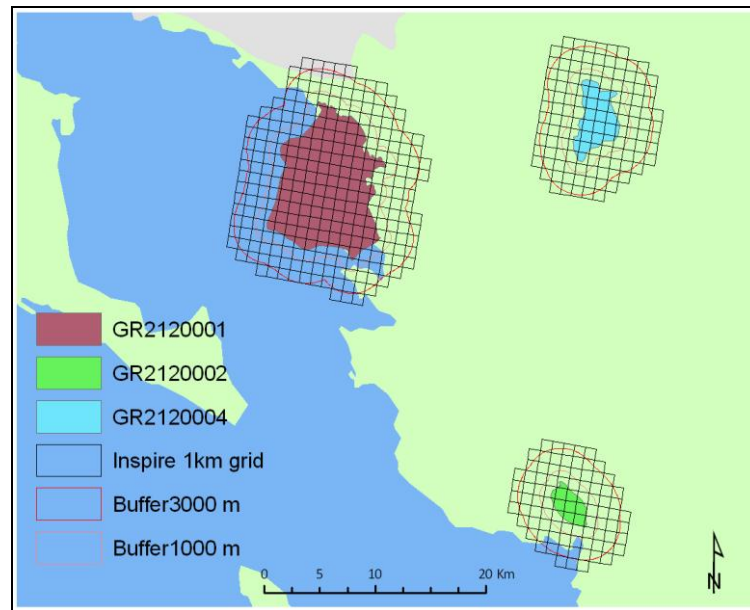 GR2120001
GR2120002
GR2120004
Inspire 1km grid
Buffer3000 m
Buffer1000 m
0 5 10 20 Km
N